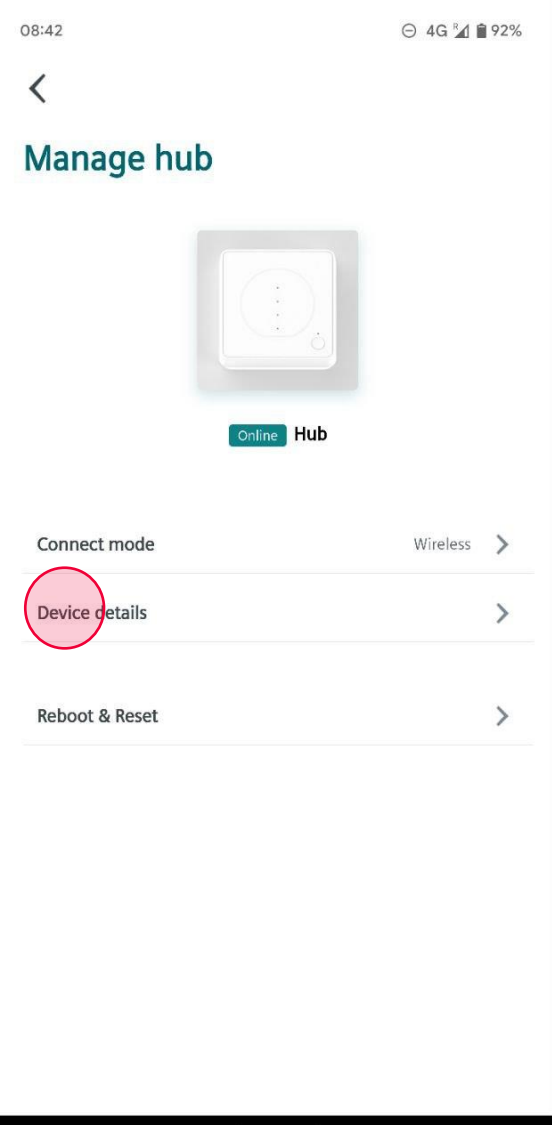 08:42 4G R 92%
Manage hub
Online Hub
Connect mode Wireless
Device details
Reboot & Reset